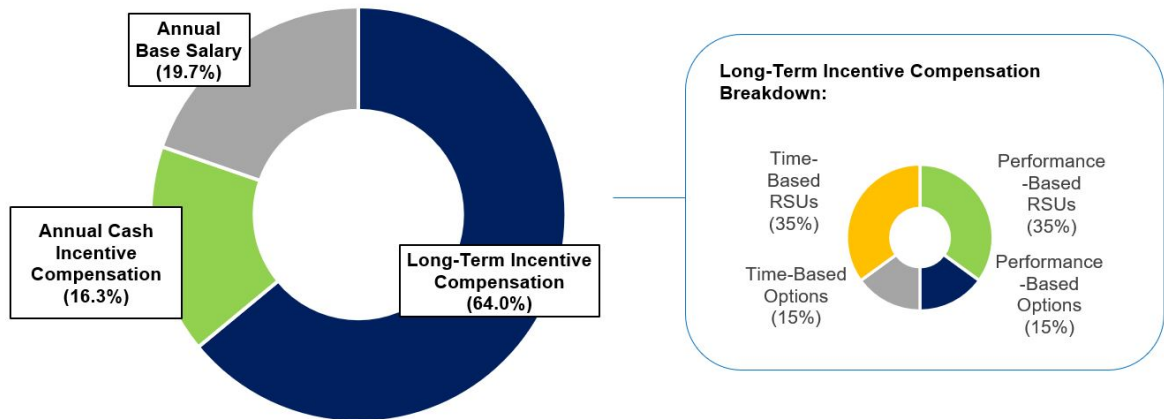 Annual
Base Salary
(19.7%)
Annual Cash
Incentive
Compensation
(16.3%)
Long-Term Incentive
Compensation
(64.0%)
Long-Term Incentive Compensation
Breakdown:
Time-
Based
RSUs
(35%)
Performance
-Based
RSUs
(35%)
Time-Based
Options
(15%)
Performance
-Based
Options
(15%)